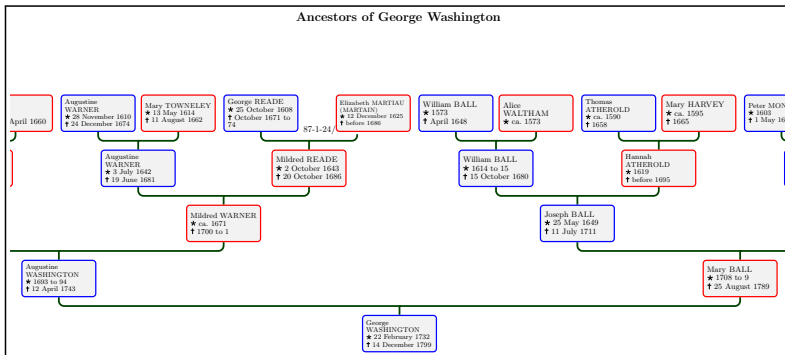 Ancestors of George Washington
April 1660
Augustine
WARNER
★ 28 November 1610
✝ 24 December 1674
Mary TOWNELEY
★ 13 May 1614
✝ 11 August 1662
George READE
★ 25 October 1608
✝ October 1671 to
74
87-1-24/
Elizabeth MARTIAU
(MARTAIN)
★ 12 December 1625
✝ before 1686
William BALL
★ 1573
✝ April 1648
Alice
WALTHAM
★ ca. 1573
Thomas
ATHEROLD
★ ca. 1590
✝ 1658
Mary HARVEY
★ ca. 1595
✝ 1665
Peter MON
★ 1603
✝ 1 May 16
Augustine
WARNER
★ 3 July 1642
✝ 19 June 1681
Mildred READE
★ 2 October 1643
✝ 20 October 1686
William BALL
★ 1614 to 15
✝ 15 October 1680
Hannah
ATHEROLD
★ 1619
✝ before 1695
Mildred WARNER
★ ca. 1671
✝ 1700 to 1
Joseph BALL
★ 25 May 1649
✝ 11 July 1711
Augustine
WASHINGTON
★ 1693 to 94
✝ 12 April 1743
Mary BALL
★ 1708 to 9
✝ 25 August 1789
George
WASHINGTON
★ 22 February 1732
✝ 14 December 1799